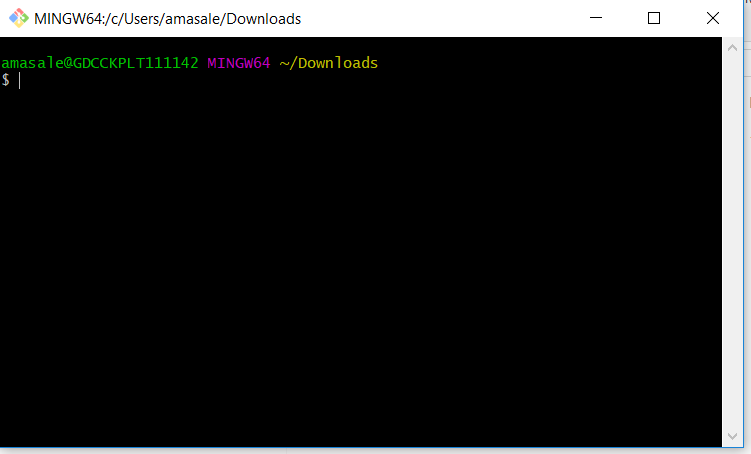 MINGW64:/c/Users/amasale/Downloads
amasale@GDCCKPLT111142 MINGW64 ~/Downloads
$